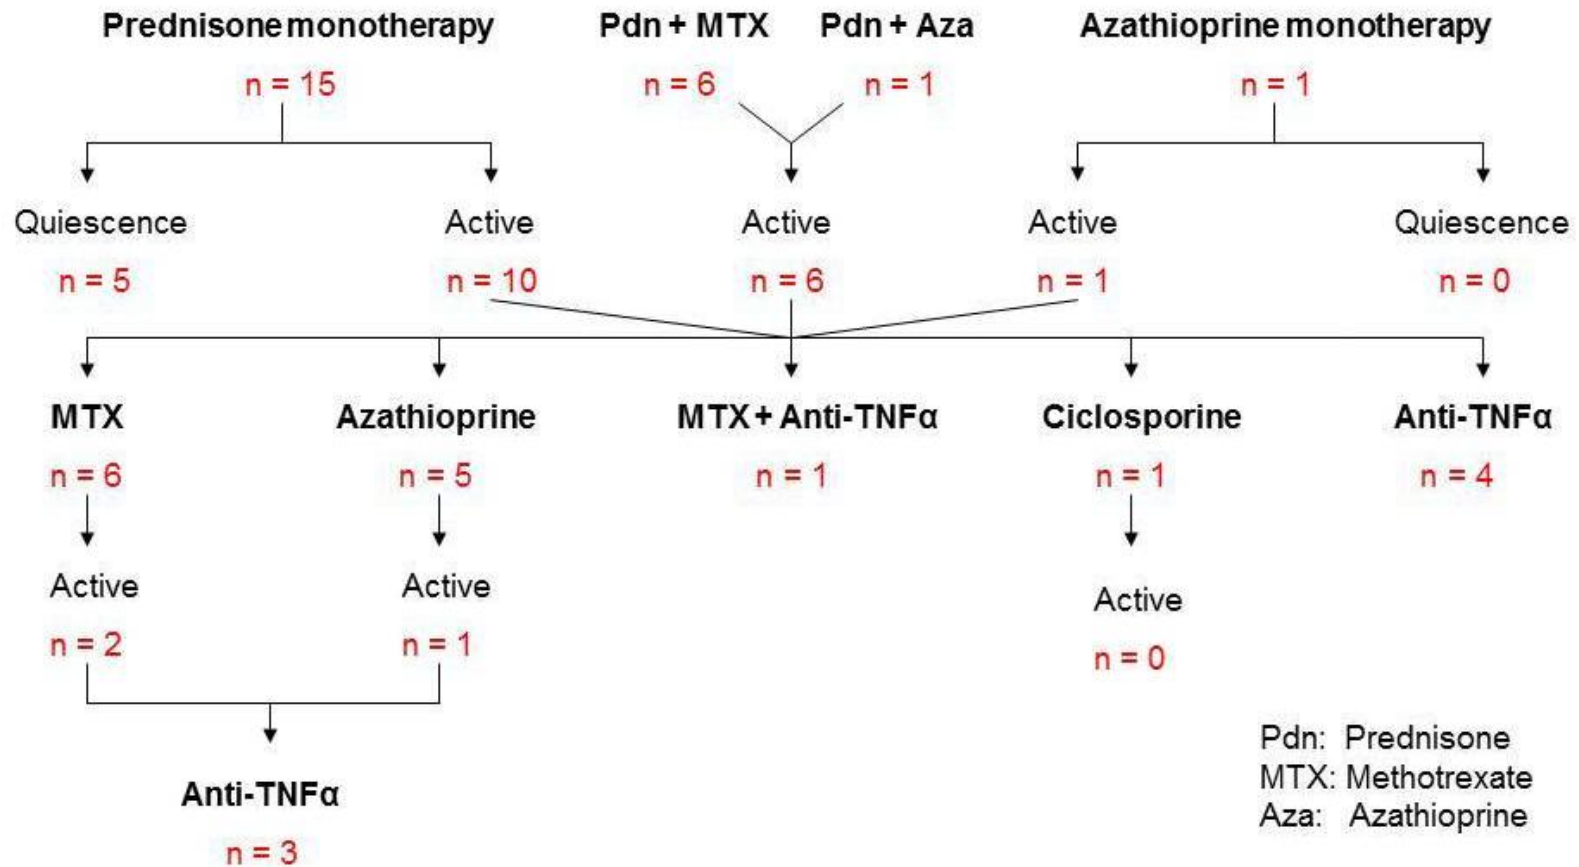 Prednisone monotherapy Pdn + MTX Pdn + Aza Azathioprine monotherapy
n = 15 n = 6 n = 1 n = 1
Quiescence Active Active Active Quiescence
n = 5 n = 10 n = 6 n = 1 n = 0
MTX Azathioprine MTX + Anti-TNFα Ciclosporine Anti-TNFα
n = 6 n = 5 n = 1 n = 1 n = 4
Active Active Active
n = 2 n = 1 n = 0
Anti-TNFα
n = 3
Pdn: Prednisone
MTX: Methotrexate
Aza: Azathioprine